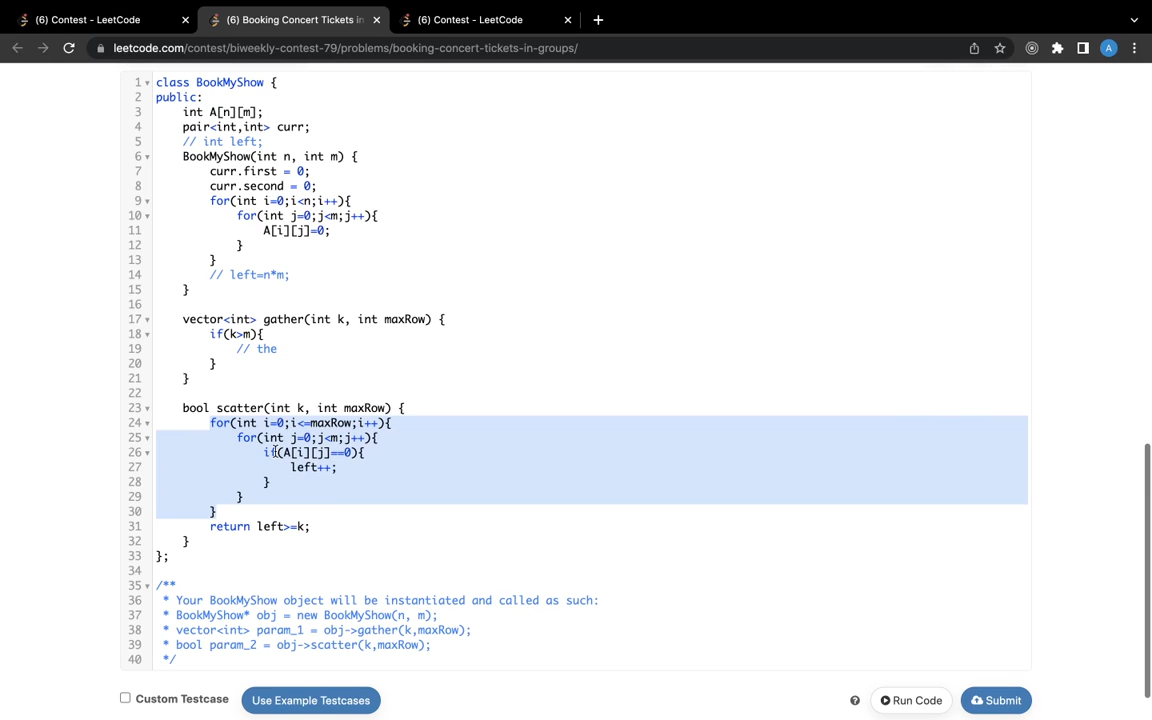 (6) Contest - LeetCode
(6) Booking Concert Tickets in
(6) Contest - LeetCode
leetcode.com/contest/biweekly-contest-79/problems/booking-concert-tickets-in-groups/
A
1 class BookMyShow {
2 public:
3 int A[n][m];
4 pair<int,int> curr;
5 // int left;
6 BookMyShow(int n, int m) {
7 curr.first = 0;
8 curr.second = 0;
9 for(int i=0;i<n;i++){
10 for(int j=0;j<m;j++){
11 A[i][j]=0;
12 }
13 }
14 // left=n*m;
15 }
16
17 vector<int> gather(int k, int maxRow) {
18 if(k>m){
19 // the
20 }
21 }
22
23 bool scatter(int k, int maxRow) {
24 for(int i=0;i<=maxRow;i++){
25 for(int j=0;j<m;j++){
26 if(A[i][j]==0){
27 left++;
28 }
29 }
30 }
31 return left>=k;
32 }
33 };
34
35 /**
36 * Your BookMyShow object will be instantiated and called as such:
37 * BookMyShow* obj = new BookMyShow(n, m);
38 * vector<int> param_1 = obj->gather(k,maxRow);
39 * bool param_2 = obj->scatter(k,maxRow);
40 */
Custom Testcase Use Example Testcases Run Code Submit